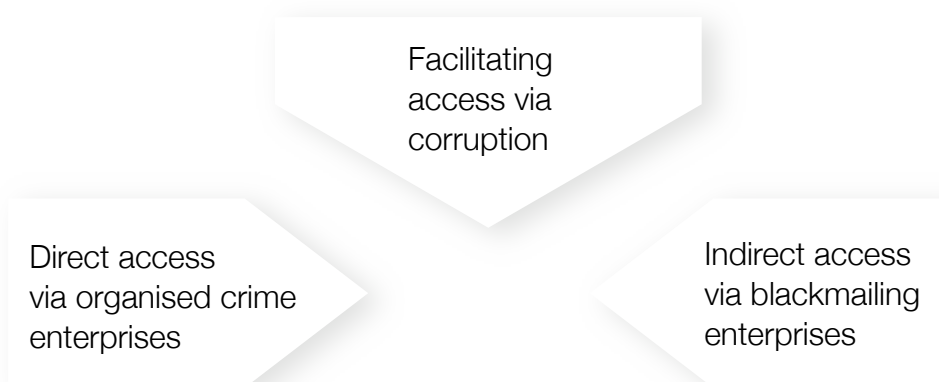 Facilitating
access via
corruption
Direct access
via organised crime
enterprises
Indirect access
via blackmailing
enterprises